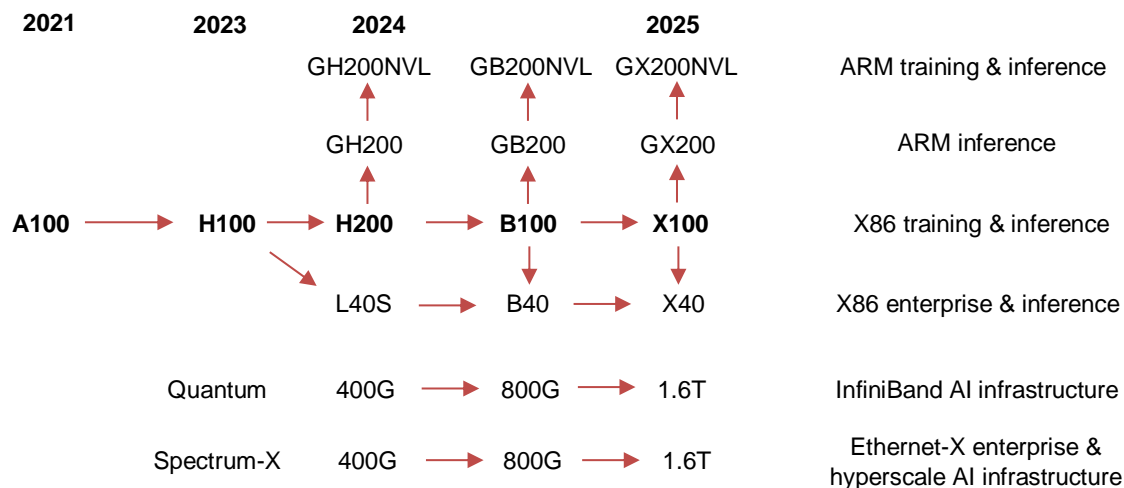 2021 2023 2024 2025
GH200NVL GB200NVL GX200NVL ARM training & inference
GH200 GB200 GX200 ARM inference
A100 H100 H200 B100 X100 X86 training & inference
L40S B40 X40 X86 enterprise & inference
Quantum 400G 800G 1.6T InfiniBand AI infrastructure
Spectrum-X 400G 800G 1.6T Ethernet-X enterprise &
hyperscale AI infrastructure